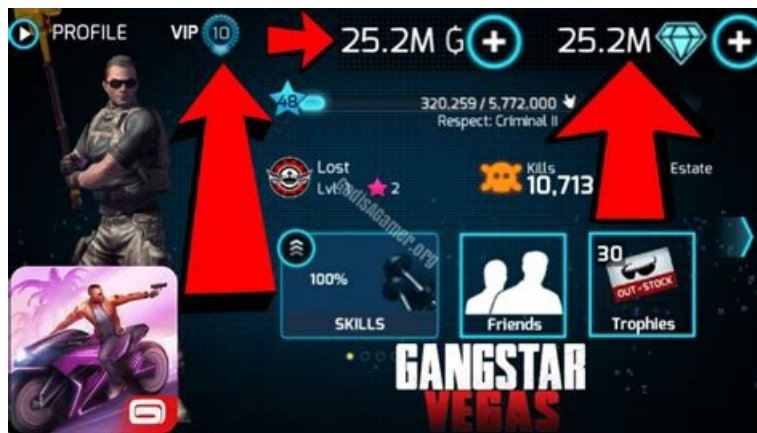 PROFILE
VIP 10
25.2M
25.2M
48
320,259 / 5,772,000
Respect: Criminal II
Lost
2
Kills
10,713
Estate
100%
SKILLS
Friends
30
OUT OF STOCK
Trophies
GANGSTAR
VEGAS